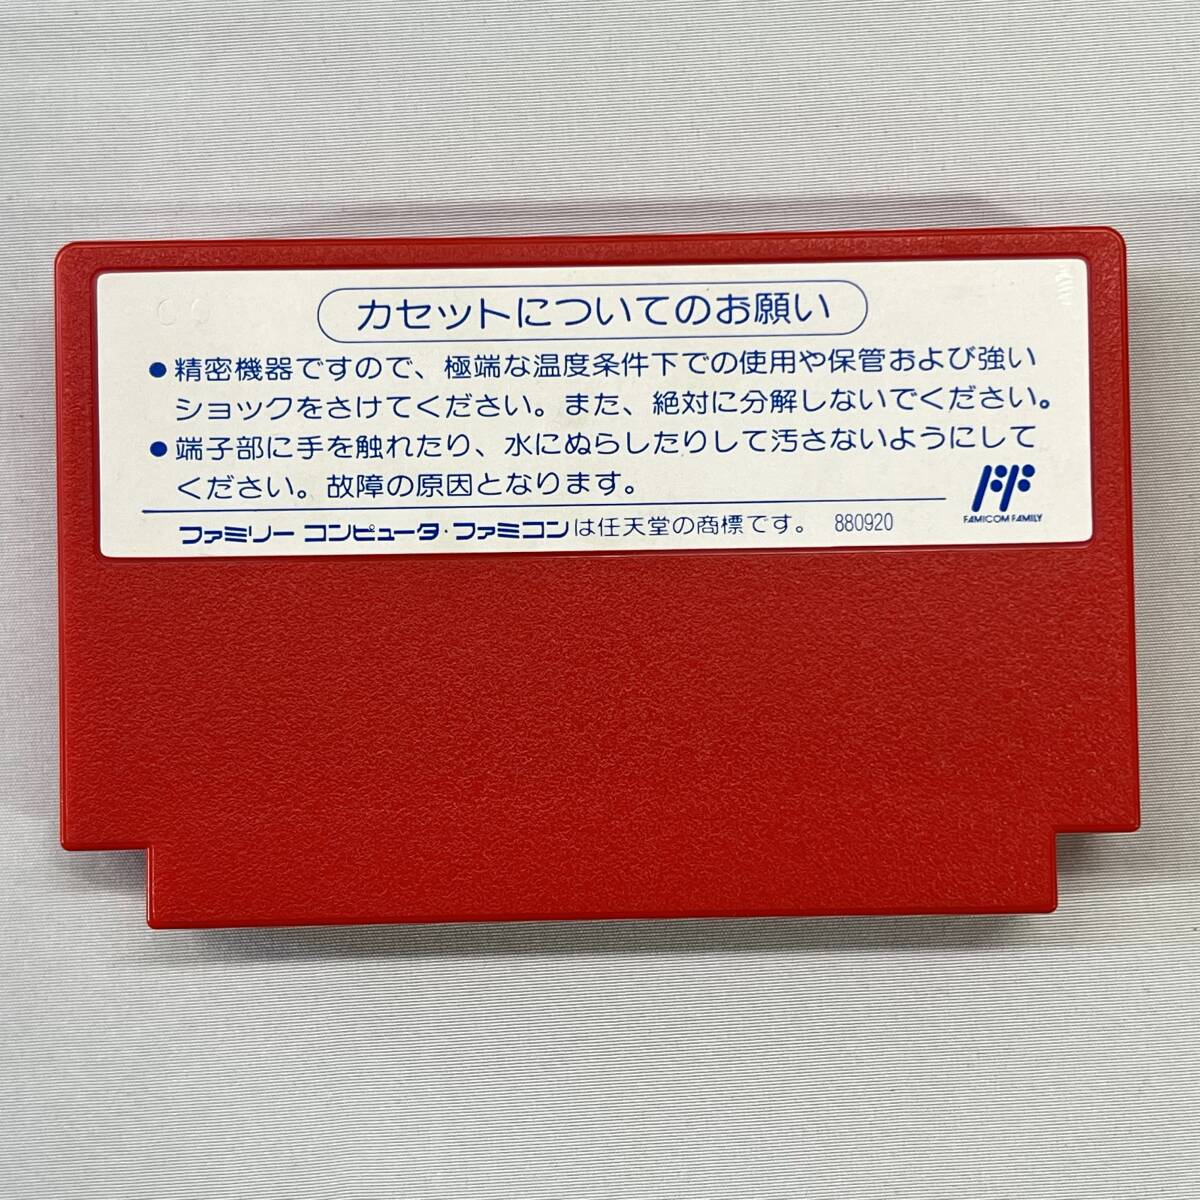 カセットについてのお願い
●精密機器ですので、極端な温度条件下での使用や保管および強い
ショックをさけてください。また、絶対に分解しないでください。
●端子部に手を触れたり、水にぬらしたりして汚さないようにして
ください。故障の原因となります。
FAMICOM FAMILY
ファミリーコンピュータ・ファミコンは任天堂の商標です。 880920